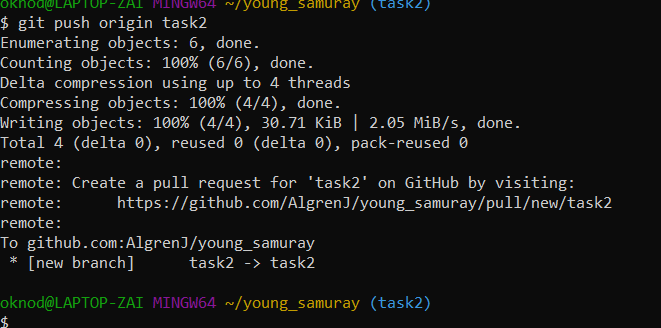 oknod@LAPTOP-ZAI MINGW64 ~/young_samuray (task2)
$ git push origin task2
Enumerating objects: 6, done.
Counting objects: 100% (6/6), done.
Delta compression using up to 4 threads
Compressing objects: 100% (4/4), done.
Writing objects: 100% (4/4), 30.71 KiB | 2.05 MiB/s, done.
Total 4 (delta 0), reused 0 (delta 0), pack-reused 0
remote:
remote: Create a pull request for 'task2' on GitHub by visiting:
remote:      https://github.com/AlgrenJ/young_samuray/pull/new/task2
remote:
To github.com:AlgrenJ/young_samuray
 * [new branch]      task2 -> task2
oknod@LAPTOP-ZAI MINGW64 ~/young_samuray (task2)
$